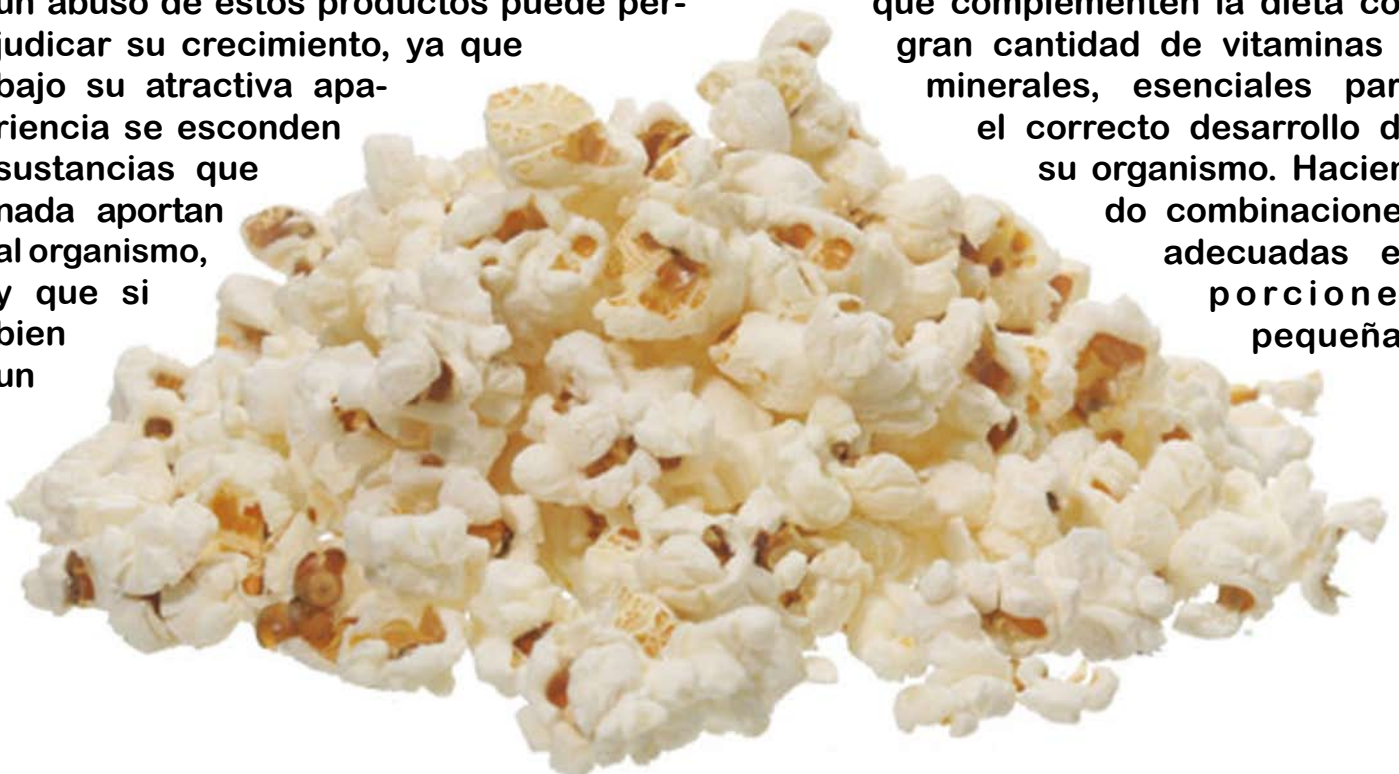 un abuso de estos productos puede per-
judicar su crecimiento, ya que
bajo su atractiva apa-
riencia se esconden
sustancias que
nada aportan
al organismo,
y que si
bien
un
que complementen la dieta co
gran cantidad de vitaminas
minerales, esenciales par
el correcto desarrollo d
su organismo. Hacien
do combinacione
adecuadas e
porcione
pequeña